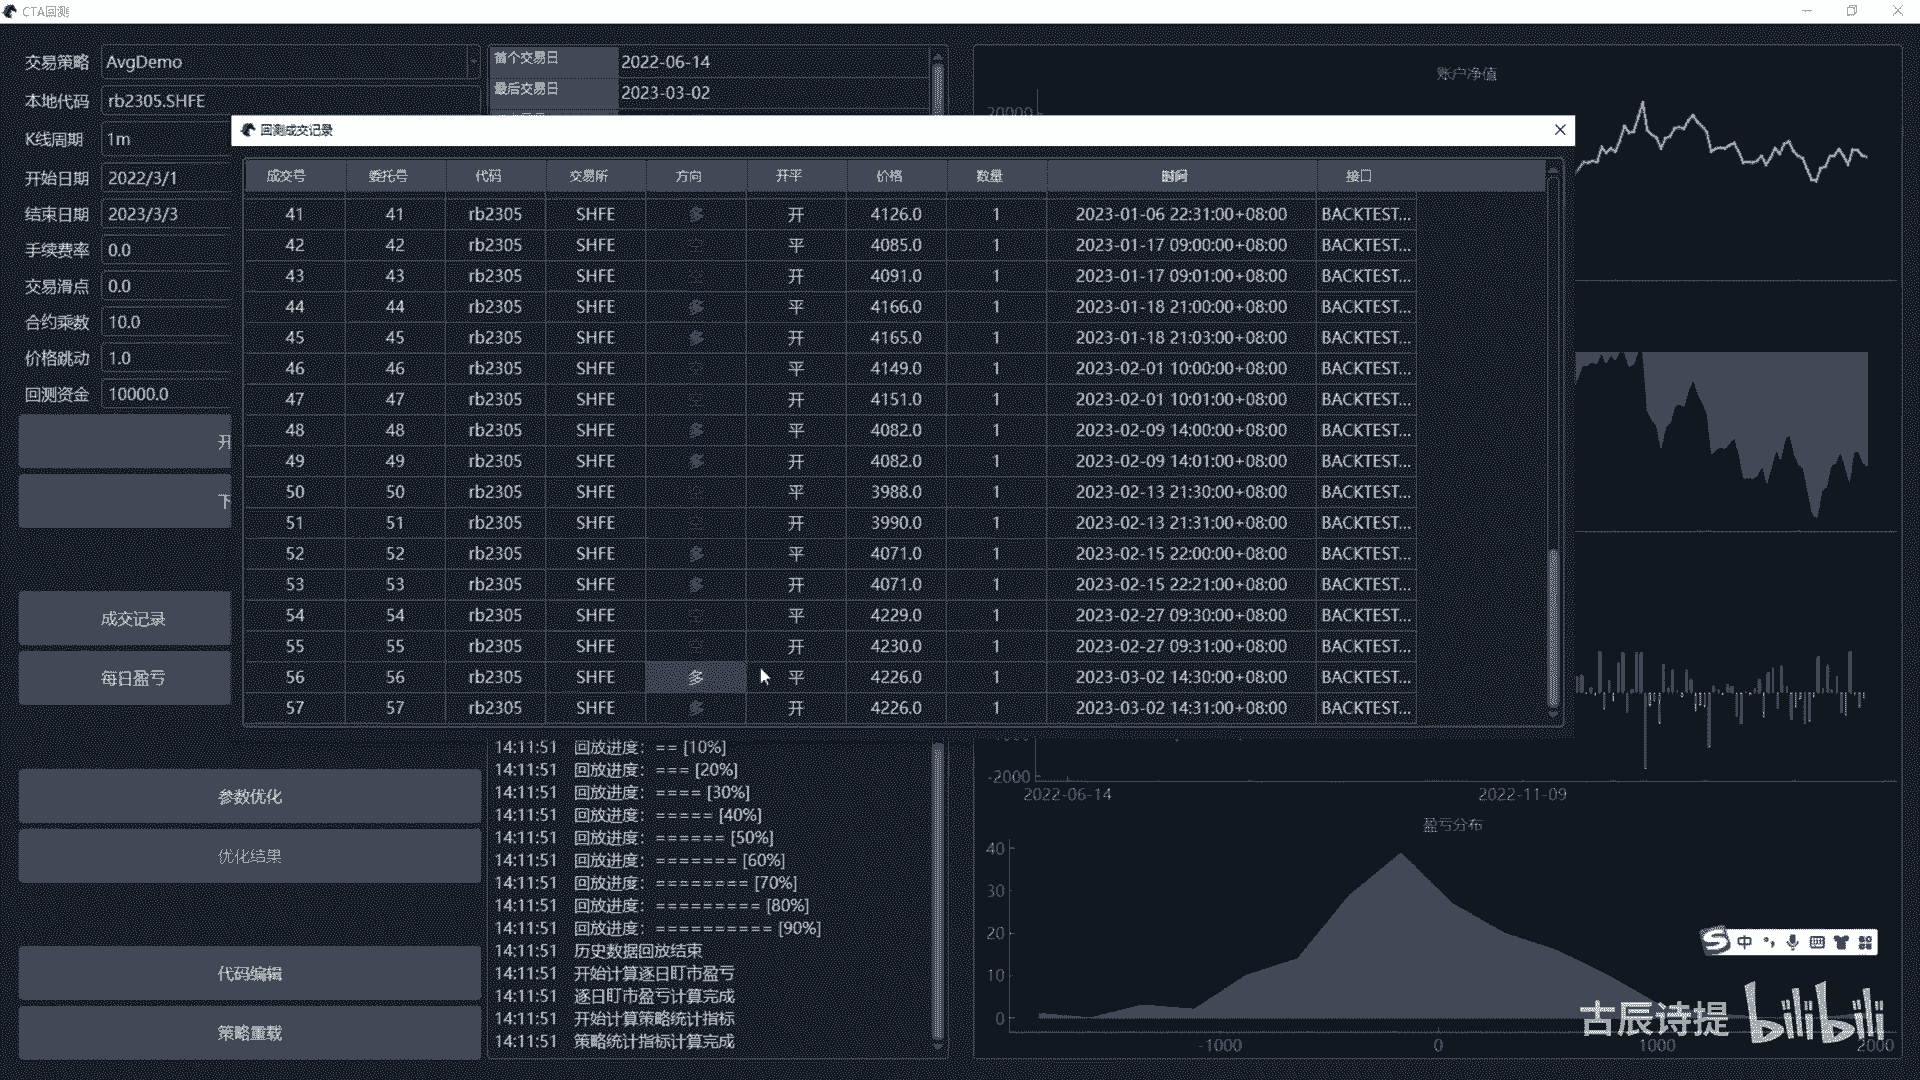 CTA回测
交易策略 AvgDemo
本地代码 rb2305.SHFE
K线周期 1m
开始日期 2022/3/1
结束日期 2023/3/3
手续费率 0.0
交易滑点 0.0
合约乘数 10.0
价格跳动 1.0
回测资金 10000.0
开
下
成交记录
每日盈亏
参数优化
优化结果
代码编辑
策略重载
首个交易日 2022-06-14
最后交易日 2023-03-02
回测成交记录
成交号 委托号 代码 交易所 方向 开平 价格 数量 时间 接口
41 41 rb2305 SHFE 多 开 4126.0 1 2023-01-06 22:31:00+08:00 BACKTEST...
42 42 rb2305 SHFE 空 平 4085.0 1 2023-01-17 09:00:00+08:00 BACKTEST...
43 43 rb2305 SHFE 空 开 4091.0 1 2023-01-17 09:01:00+08:00 BACKTEST...
44 44 rb2305 SHFE 多 平 4166.0 1 2023-01-18 21:00:00+08:00 BACKTEST...
45 45 rb2305 SHFE 多 开 4165.0 1 2023-01-18 21:03:00+08:00 BACKTEST...
46 46 rb2305 SHFE 空 平 4149.0 1 2023-02-01 10:00:00+08:00 BACKTEST...
47 47 rb2305 SHFE 空 开 4151.0 1 2023-02-01 10:01:00+08:00 BACKTEST...
48 48 rb2305 SHFE 多 平 4082.0 1 2023-02-09 14:00:00+08:00 BACKTEST...
49 49 rb2305 SHFE 多 开 4082.0 1 2023-02-09 14:01:00+08:00 BACKTEST...
50 50 rb2305 SHFE 空 平 3988.0 1 2023-02-13 21:30:00+08:00 BACKTEST...
51 51 rb2305 SHFE 空 开 3990.0 1 2023-02-13 21:31:00+08:00 BACKTEST...
52 52 rb2305 SHFE 多 平 4071.0 1 2023-02-15 22:00:00+08:00 BACKTEST...
53 53 rb2305 SHFE 多 开 4071.0 1 2023-02-15 22:21:00+08:00 BACKTEST...
54 54 rb2305 SHFE 空 平 4229.0 1 2023-02-27 09:30:00+08:00 BACKTEST...
55 55 rb2305 SHFE 空 开 4230.0 1 2023-02-27 09:31:00+08:00 BACKTEST...
56 56 rb2305 SHFE 多 平 4226.0 1 2023-03-02 14:30:00+08:00 BACKTEST...
57 57 rb2305 SHFE 多 开 4226.0 1 2023-03-02 14:31:00+08:00 BACKTEST...
14:11:51 回放进度：== [10%]
14:11:51 回放进度：=== [20%]
14:11:51 回放进度：==== [30%]
14:11:51 回放进度：===== [40%]
14:11:51 回放进度：====== [50%]
14:11:51 回放进度：======= [60%]
14:11:51 回放进度：======== [70%]
14:11:51 回放进度：========= [80%]
14:11:51 回放进度：========== [90%]
14:11:51 历史数据回放结束
14:11:51 开始计算逐日盯市盈亏
14:11:51 逐日盯市盈亏计算完成
14:11:51 开始计算策略统计指标
14:11:51 策略统计指标计算完成
账户净值
20000
-2000
2022-06-14 2022-11-09
盈亏分布
40
30
20
10
0
-1000 0 1000 2000
S 中
古辰诗提 bilibili